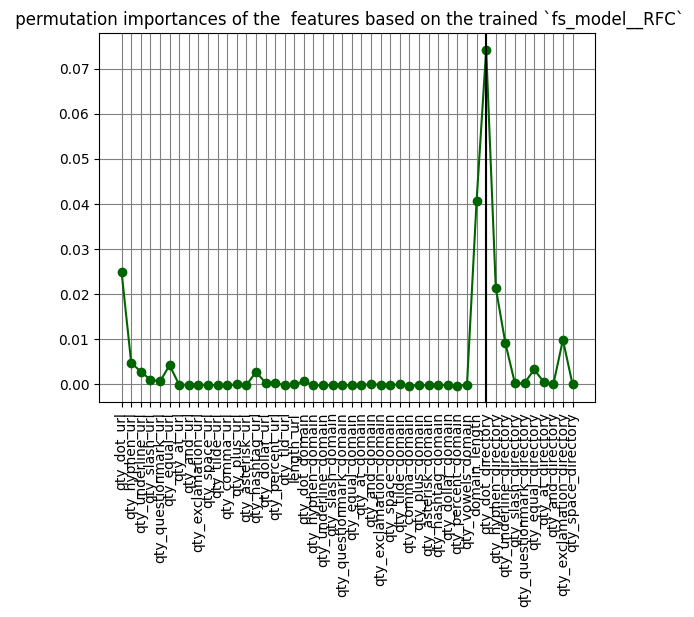 permutation importances of the  features based on the trained `fs_model__RFC`
0.07
0.06
0.05
0.04
0.03
0.02
0.01
0.00
qty_dot_url
qty_hyphen_url
qty_underline_url
qty_slash_url
qty_questionmark_url
qty_equal_url
qty_at_url
qty_and_url
qty_exclamation_url
qty_space_url
qty_tilde_url
qty_comma_url
qty_plus_url
qty_asterisk_url
qty_hashtag_url
qty_dollar_url
qty_percent_url
qty_tld_url
length_url
qty_dot_domain
qty_hyphen_domain
qty_underline_domain
qty_slash_domain
qty_questionmark_domain
qty_equal_domain
qty_at_domain
qty_and_domain
qty_exclamation_domain
qty_space_domain
qty_tilde_domain
qty_comma_domain
qty_plus_domain
qty_asterisk_domain
qty_hashtag_domain
qty_dollar_domain
qty_percent_domain
qty_vowels_domain
domain_length
qty_dot_directory
qty_hyphen_directory
qty_underline_directory
qty_slash_directory
qty_questionmark_directory
qty_equal_directory
qty_at_directory
qty_and_directory
qty_exclamation_directory
qty_space_directory